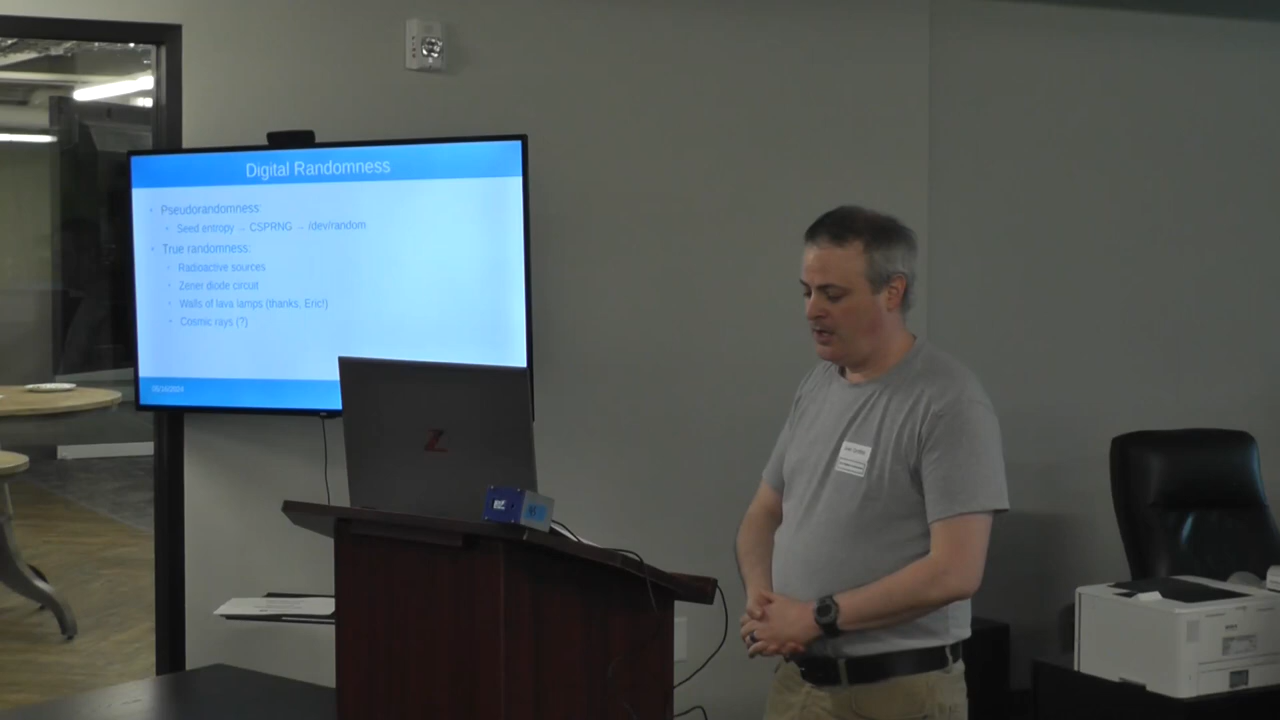 Digital Randomness
Pseudorandomness:
Seed entropy → CSPRNG → /dev/random
True randomness:
Radioactive sources
Zener diode circuit
Walls of lava lamps (thanks, Eric!)
Cosmic rays (?)
Z